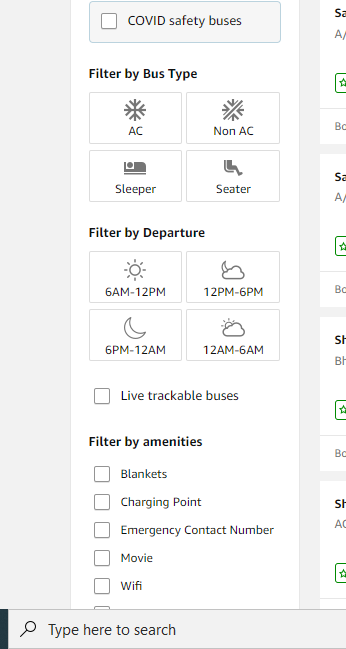 COVID safety buses
Sa
A/
Filter by Bus Type
AC
Non AC
Bo
Sleeper
Seater
Sa
A/
Filter by Departure
6AM-12PM
12PM-6PM
Bo
6PM-12AM
12AM-6AM
Sh
Bh
Live trackable buses
Filter by amenities
Bo
Blankets
Charging Point
Sh
Emergency Contact Number
AC
Movie
Wifi
Type here to search